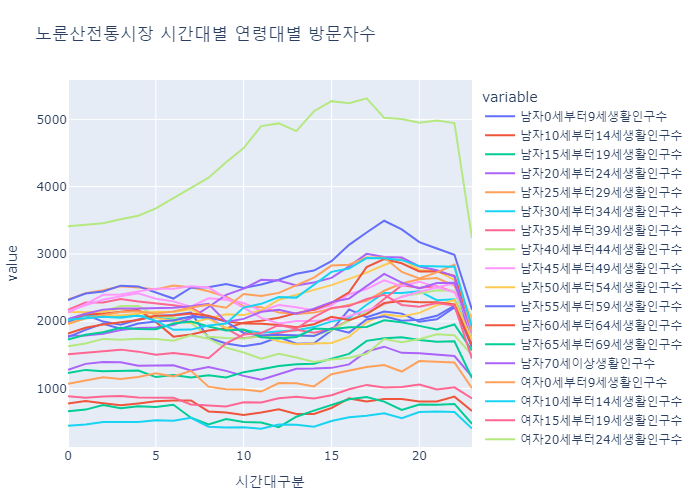 노룬산전통시장 시간대별 연령대별 방문자수
value
5000
4000
3000
2000
1000
0
5
10
15
20
시간대구분
variable
남자0세부터9세생활인구수
남자10세부터14세생활인구수
남자15세부터19세생활인구수
남자20세부터24세생활인구수
남자25세부터29세생활인구수
남자30세부터34세생활인구수
남자35세부터39세생활인구수
남자40세부터44세생활인구수
남자45세부터49세생활인구수
남자50세부터54세생활인구수
남자55세부터59세생활인구수
남자60세부터64세생활인구수
남자65세부터69세생활인구수
남자70세이상생활인구수
여자0세부터9세생활인구수
여자10세부터14세생활인구수
여자15세부터19세생활인구수
여자20세부터24세생활인구수